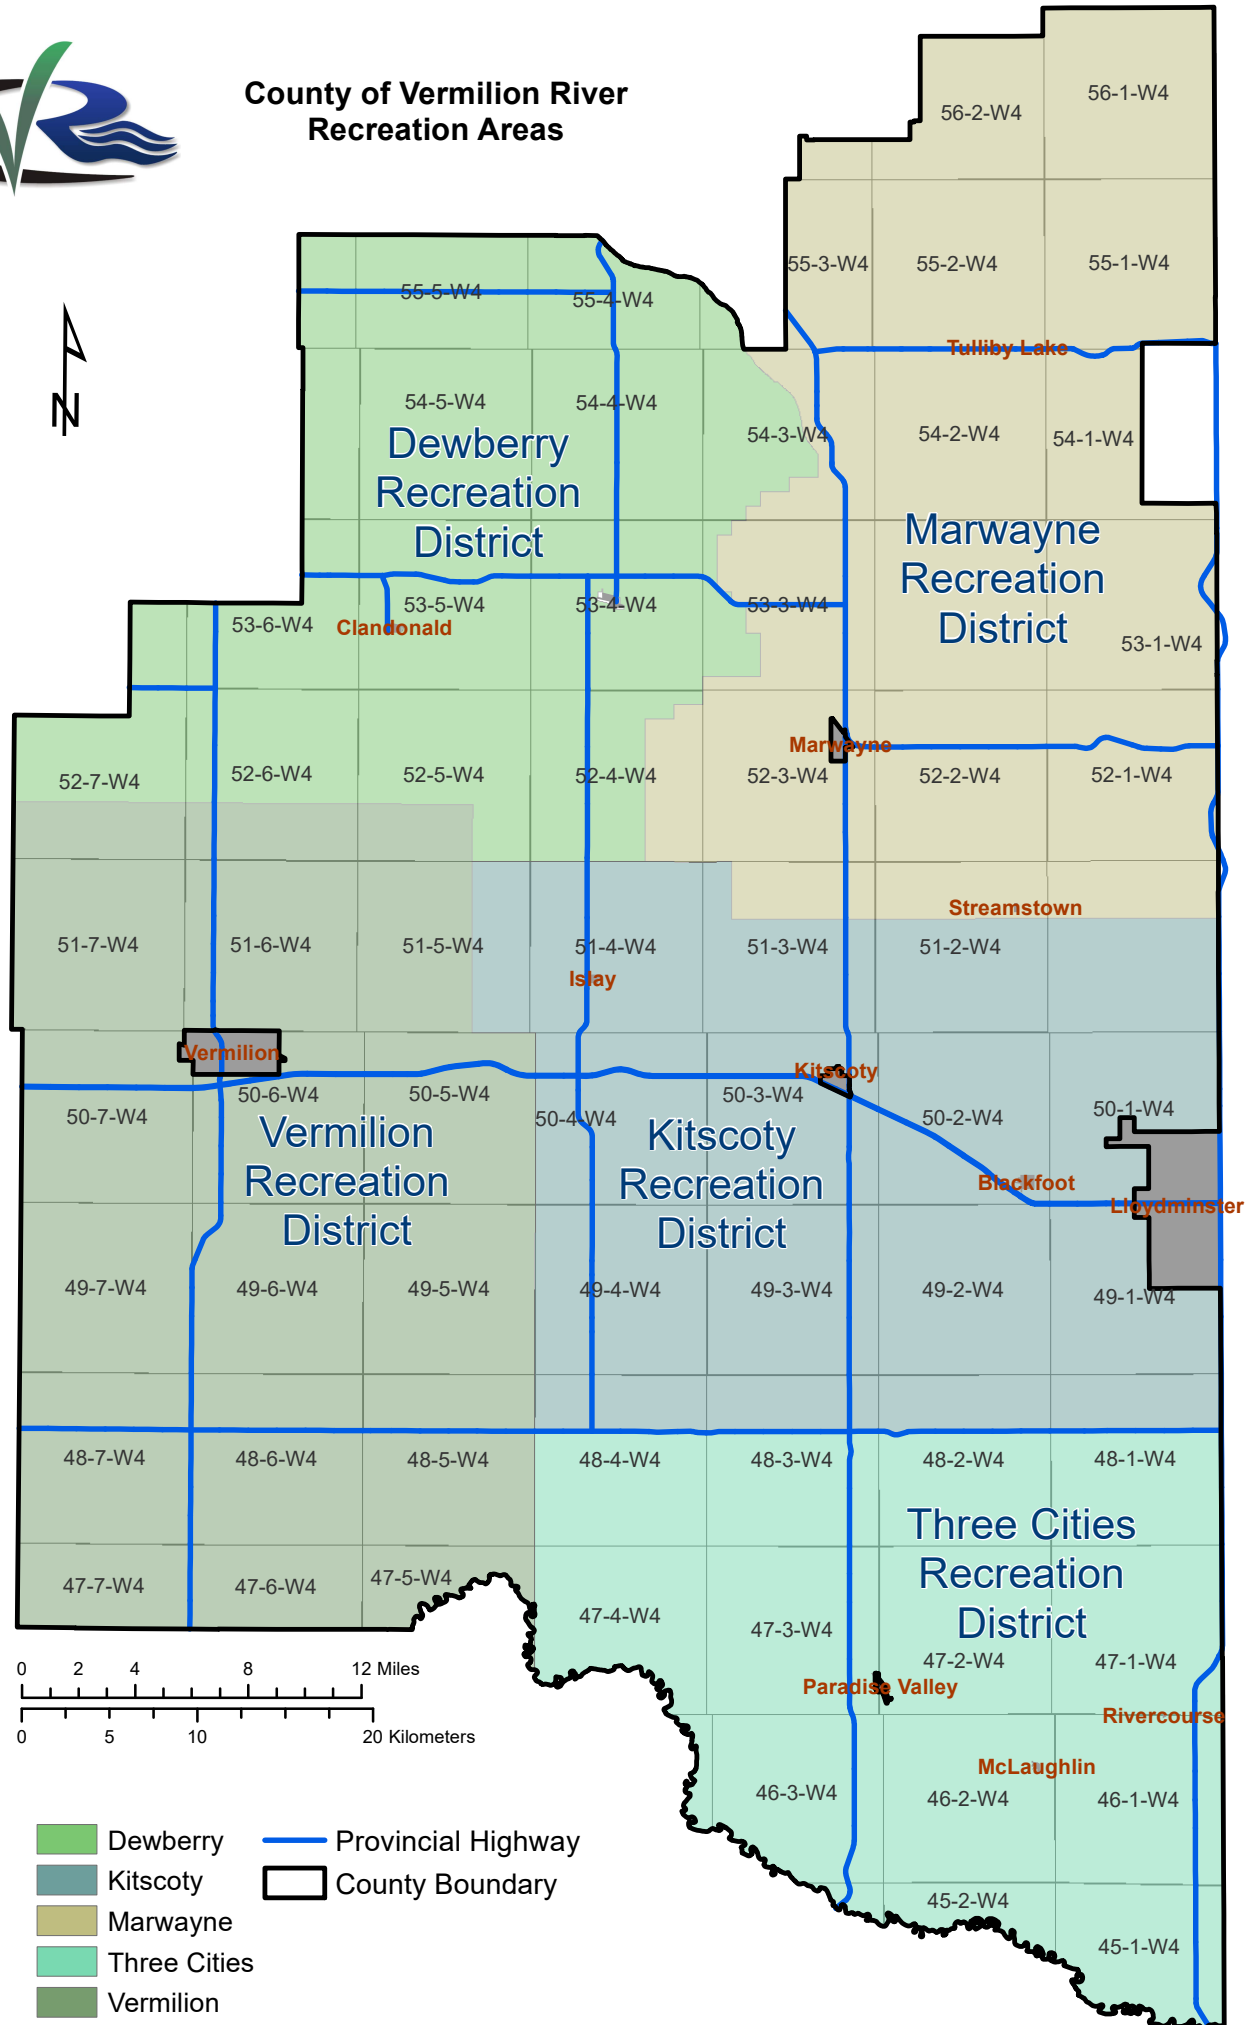 County of Vermilion River
Recreation Areas
56-1-W4
56-2-W4
55-3-W4
55-2-W4
55-1-W4
55-5-W4
55-4-W4
N
Tulliby Lake
54-5-W4
54-4-W4
54-3-W4
54-2-W4
54-1-W4
Dewberry
Recreation
District
Marwayne
Recreation
District
53-6-W4
53-5-W4
53-4-W4
53-3-W4
53-1-W4
Clandonald
Marwayne
52-7-W4
52-6-W4
52-5-W4
52-4-W4
52-3-W4
52-2-W4
52-1-W4
Streamstown
51-7-W4
51-6-W4
51-5-W4
51-4-W4
51-3-W4
51-2-W4
Islay
Vermilion
Kitscoty
50-7-W4
50-6-W4
50-5-W4
50-4-W4
50-3-W4
50-2-W4
50-1-W4
Vermilion
Recreation
District
Kitscoty
Recreation
District
Blackfoot
Lloydminster
49-7-W4
49-6-W4
49-5-W4
49-4-W4
49-3-W4
49-2-W4
49-1-W4
48-7-W4
48-6-W4
48-5-W4
48-4-W4
48-3-W4
48-2-W4
48-1-W4
Three Cities
Recreation
District
47-7-W4
47-6-W4
47-5-W4
47-4-W4
47-3-W4
47-2-W4
47-1-W4
Paradise Valley
Rivercourse
McLaughlin
46-3-W4
46-2-W4
46-1-W4
45-2-W4
45-1-W4
0 2 4 8 12 Miles
0 5 10 20 Kilometers
Dewberry
Kitscoty
Marwayne
Three Cities
Vermilion
Provincial Highway
County Boundary